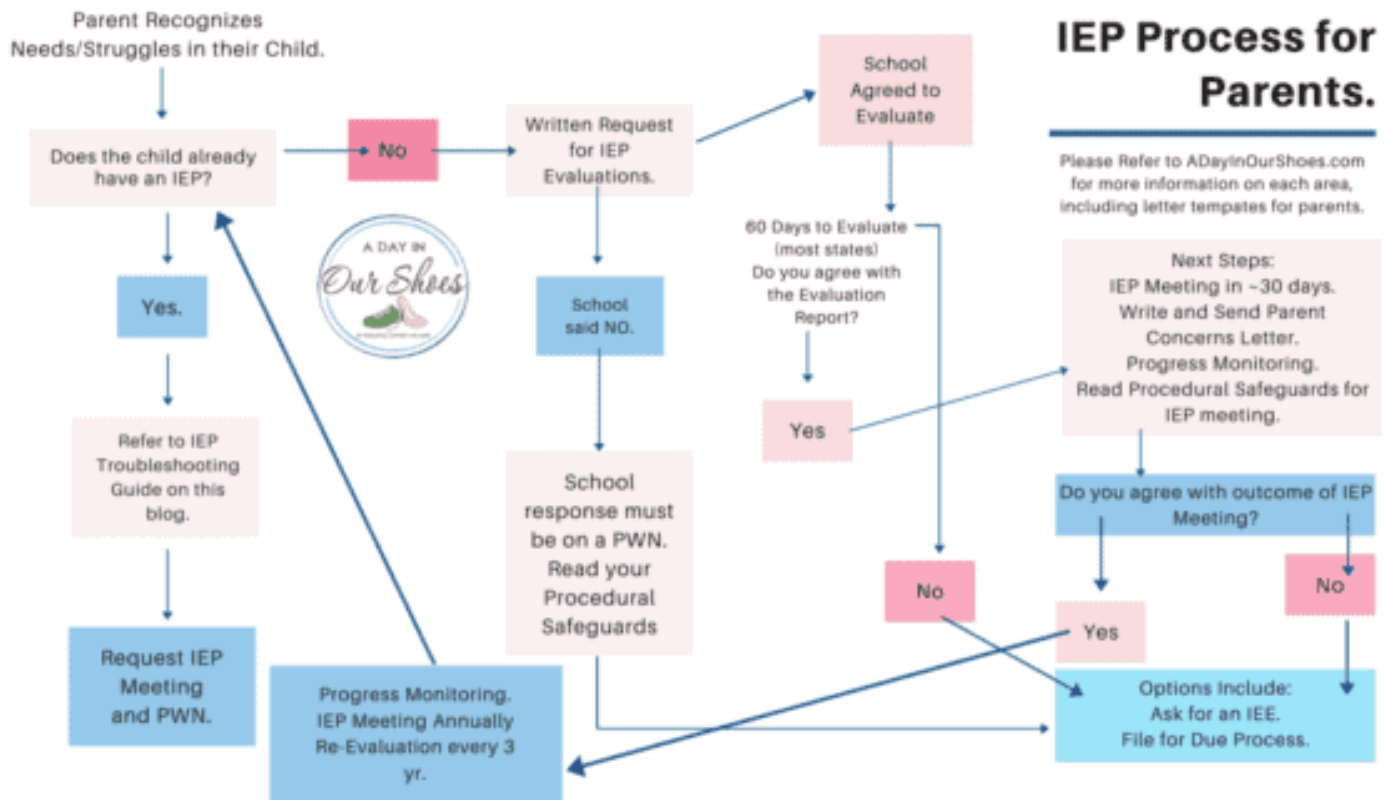 Parent Recognizes
Needs/Struggles in their Child.
IEP Process for
Parents.
Please Refer to ADayInOurShoes.com
for more information on each area,
including letter tempates for parents.
Does the child already
have an IEP?
No
Written Request
for IEP
Evaluations.
School
Agreed to
Evaluate
A DAY IN
Our Shoes
Yes.
School
said NO.
60 Days to Evaluate
(most states)
Do you agree with
the Evaluation
Report?
Next Steps:
IEP Meeting in ~30 days.
Write and Send Parent
Concerns Letter.
Progress Monitoring.
Read Procedural Safeguards for
IEP meeting.
Yes
Refer to IEP
Troubleshooting
Guide on this
blog.
School
response must
be on a PWN.
Read your
Procedural
Safeguards
Do you agree with outcome of IEP
Meeting?
No
No
Yes
Request IEP
Meeting
and PWN.
Progress Monitoring.
IEP Meeting Annually
Re-Evaluation every 3
yr.
Options Include:
Ask for an IEE.
File for Due Process.